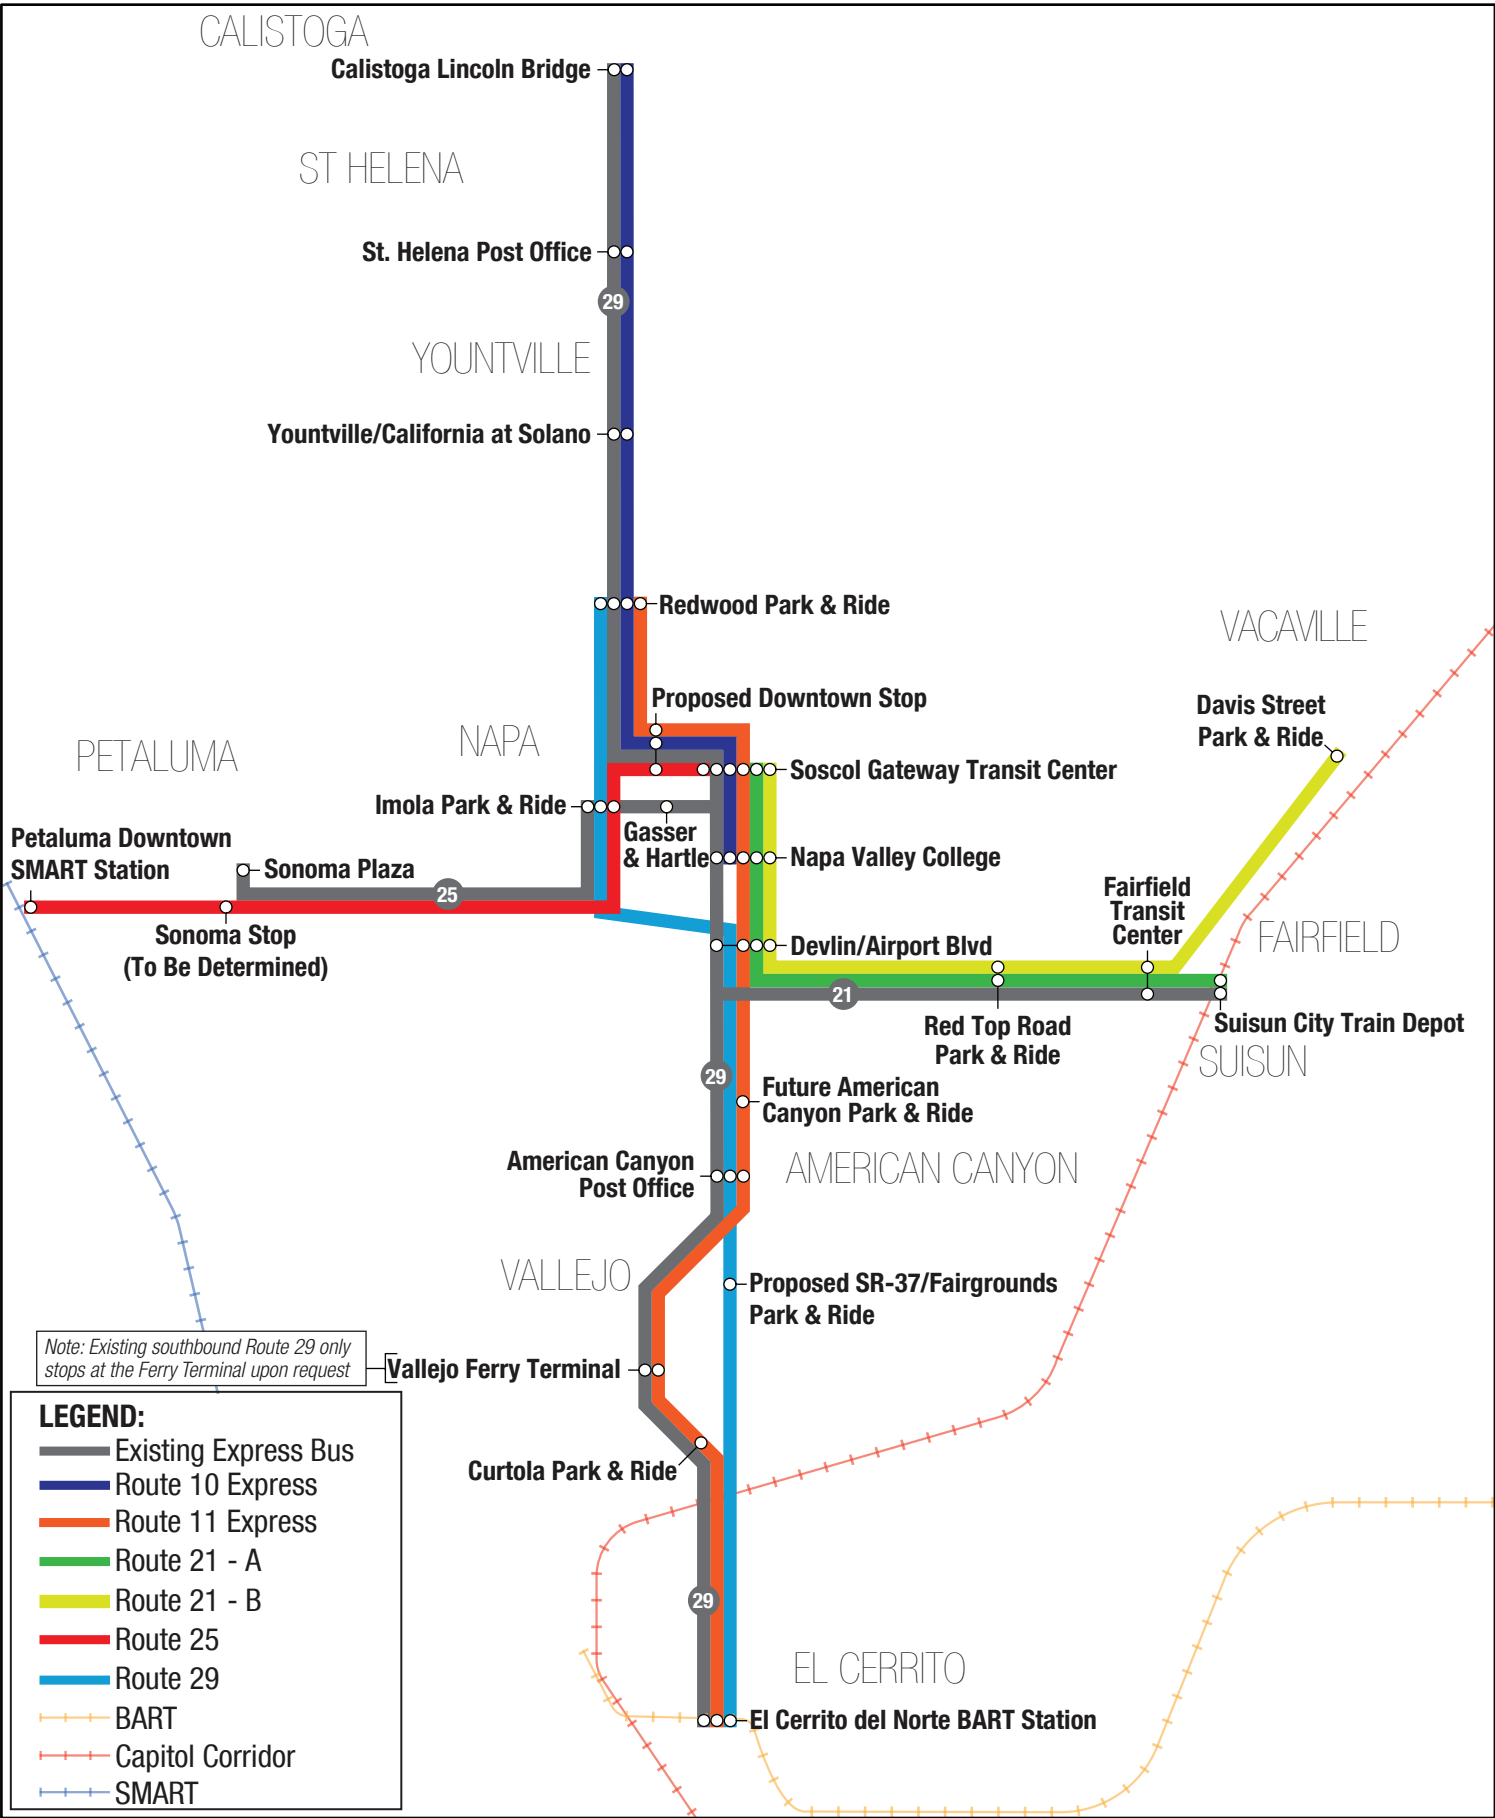 CALISTOGA
Calistoga Lincoln Bridge
ST HELENA
St. Helena Post Office
29
YOUNTVILLE
Yountville/California at Solano
Redwood Park & Ride
VACAVILLE
Proposed Downtown Stop
Davis Street
Park & Ride
PETALUMA
NAPA
Soscol Gateway Transit Center
Imola Park & Ride
Gasser
& Hartle
Petaluma Downtown
SMART Station
Sonoma Plaza
25
Napa Valley College
Fairfield
Transit
Center
Sonoma Stop
(To Be Determined)
Devlin/Airport Blvd
FAIRFIELD
21
Red Top Road
Park & Ride
Suisun City Train Depot
SUISUN
29
Future American
Canyon Park & Ride
American Canyon
Post Office
AMERICAN CANYON
VALLEJO
Proposed SR-37/Fairgrounds
Park & Ride
Note: Existing southbound Route 29 only
stops at the Ferry Terminal upon request
Vallejo Ferry Terminal
Curtola Park & Ride
29
EL CERRITO
El Cerrito del Norte BART Station
LEGEND:
Existing Express Bus
Route 10 Express
Route 11 Express
Route 21 - A
Route 21 - B
Route 25
Route 29
BART
Capitol Corridor
SMART